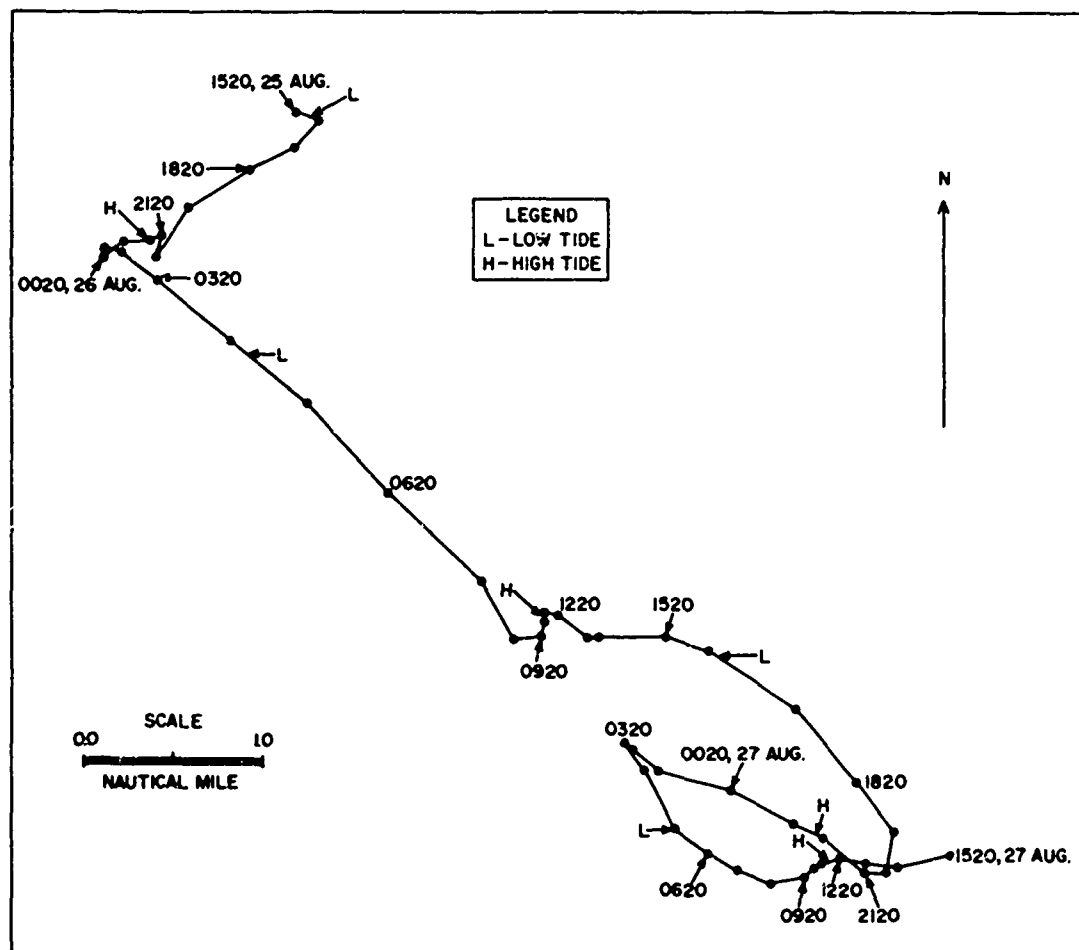 1520, 25 AUG.
L
1820
2120
H
0020, 26 AUG.
0320
L
LEGEND
L-LOW TIDE
H-HIGH TIDE
N
0620
H
1220
1520
0920
L
SCALE
0.0 1.0
NAUTICAL MILE
0320
0020, 27 AUG.
1820
H
L
H
1520, 27 AUG.
0620
1220
0920
2120